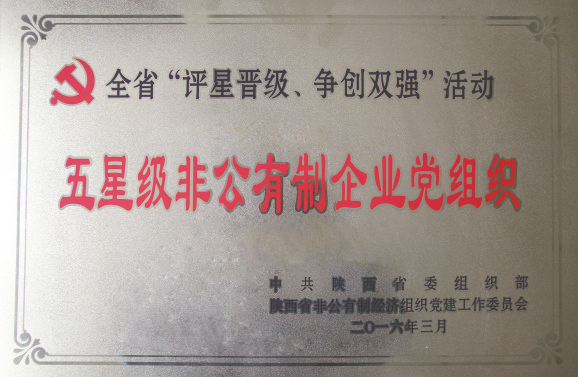 全省“评星晋级、争创双强”活动
五星级非公有制企业党组织
中共陕西省委组织部
陕西省非公有制经济组织党建工作委员会
二〇一六年三月